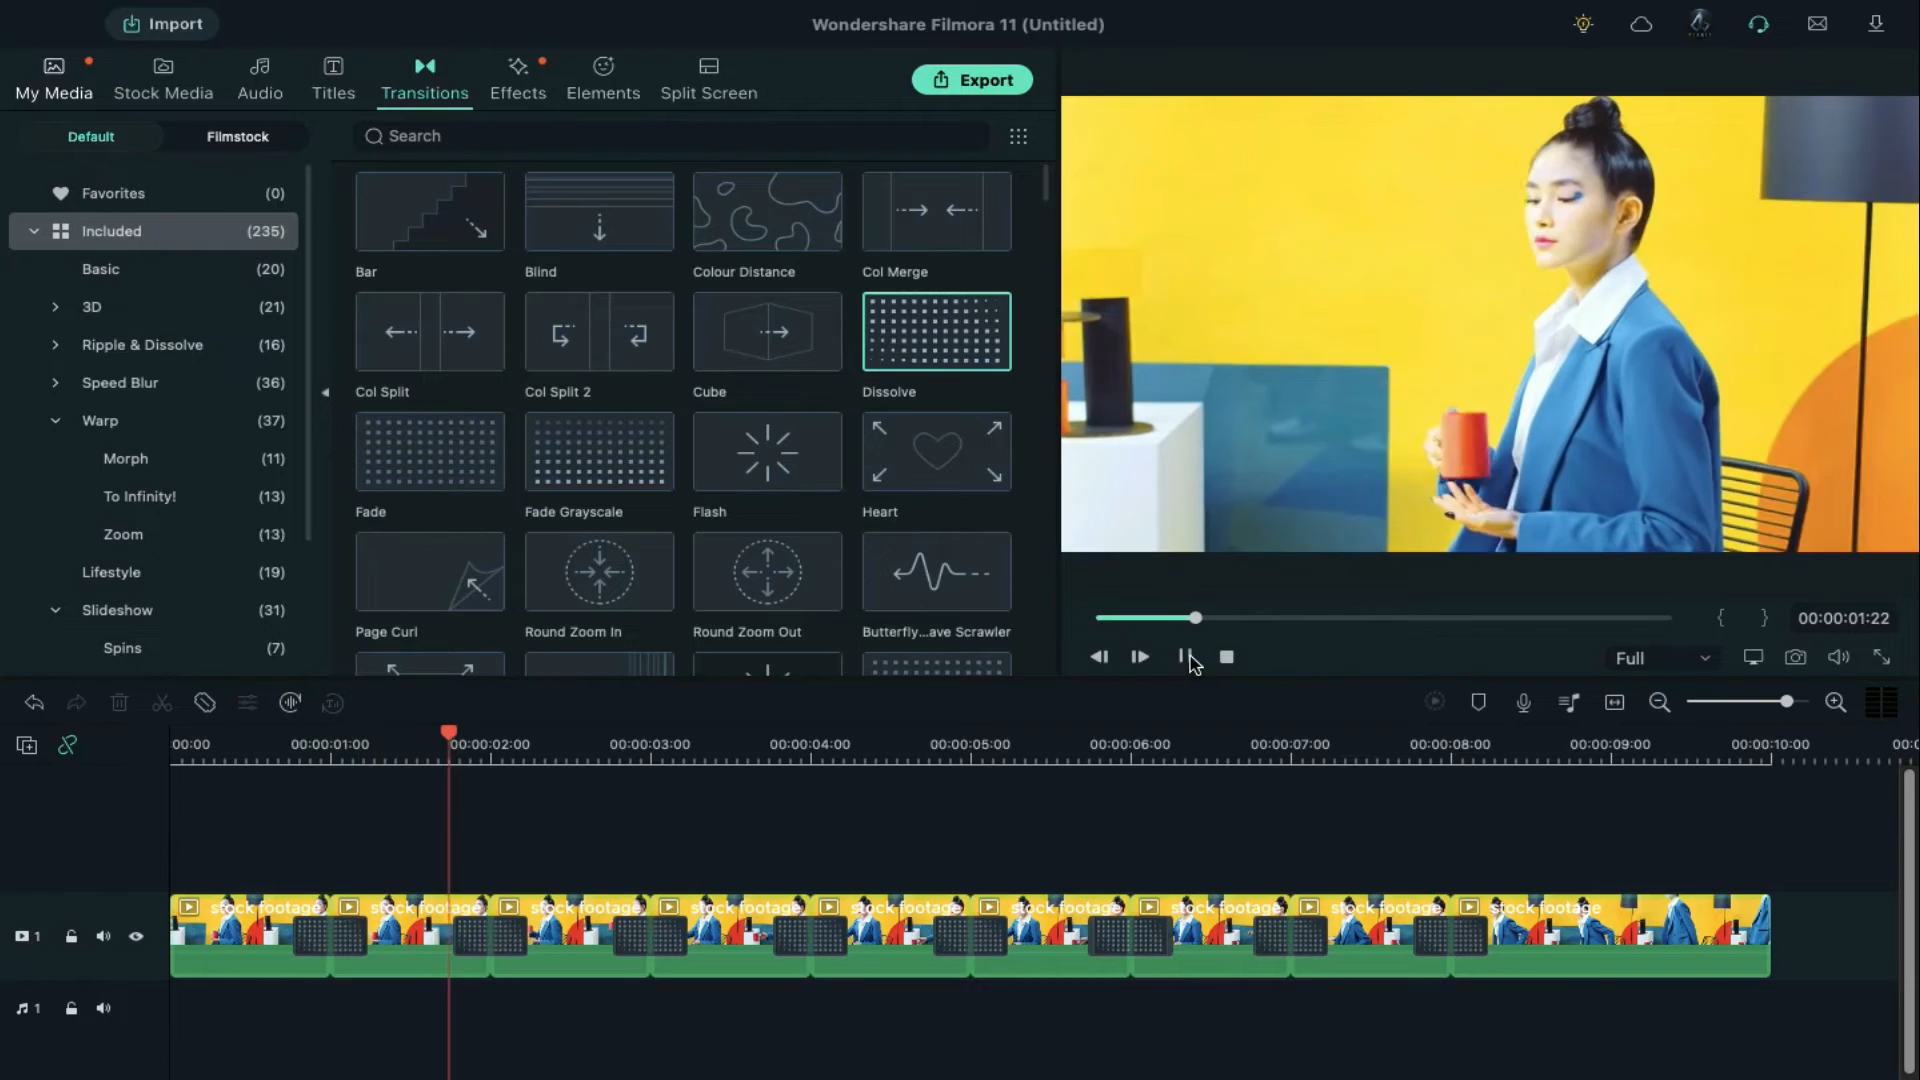 Import
Wondershare Filmora 11 (Untitled)
My Media
Stock Media
Audio
Titles
Transitions
Effects
Elements
Split Screen
Export
Default
Filmstock
Search
Favorites (0)
Included (235)
Basic (20)
3D (21)
Ripple & Dissolve (16)
Speed Blur (36)
Warp (37)
Morph (11)
To Infinity! (13)
Zoom (13)
Lifestyle (19)
Slideshow (31)
Spins (7)
Bar
Blind
Colour Distance
Col Merge
Col Split
Col Split 2
Cube
Dissolve
Fade
Fade Grayscale
Flash
Heart
Page Curl
Round Zoom In
Round Zoom Out
Butterfly...ave Scrawler
{ }
00:00:01:22
Full
:00:00
00:00:01:00
00:00:02:00
00:00:03:00
00:00:04:00
00:00:05:00
00:00:06:00
00:00:07:00
00:00:08:00
00:00:09:00
00:00:10:00
00:0
1
stock footage
stock footage
stock footage
stock footage
stock footage
stock footage
stock footage
stock footage
stock footage
1